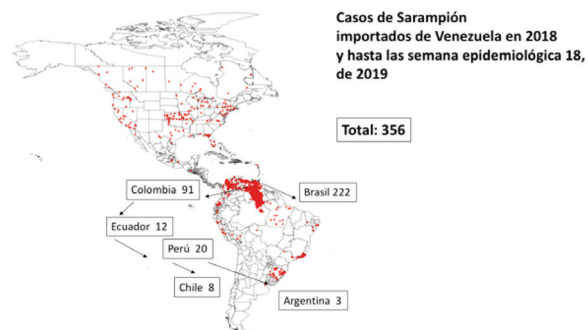 Casos de Sarampión
importados de Venezuela en 2018
y hasta las semana epidemiológica 18,
de 2019
Total: 356
Colombia 91
Brasil 222
Ecuador 12
Perú 20
Chile 8
Argentina 3